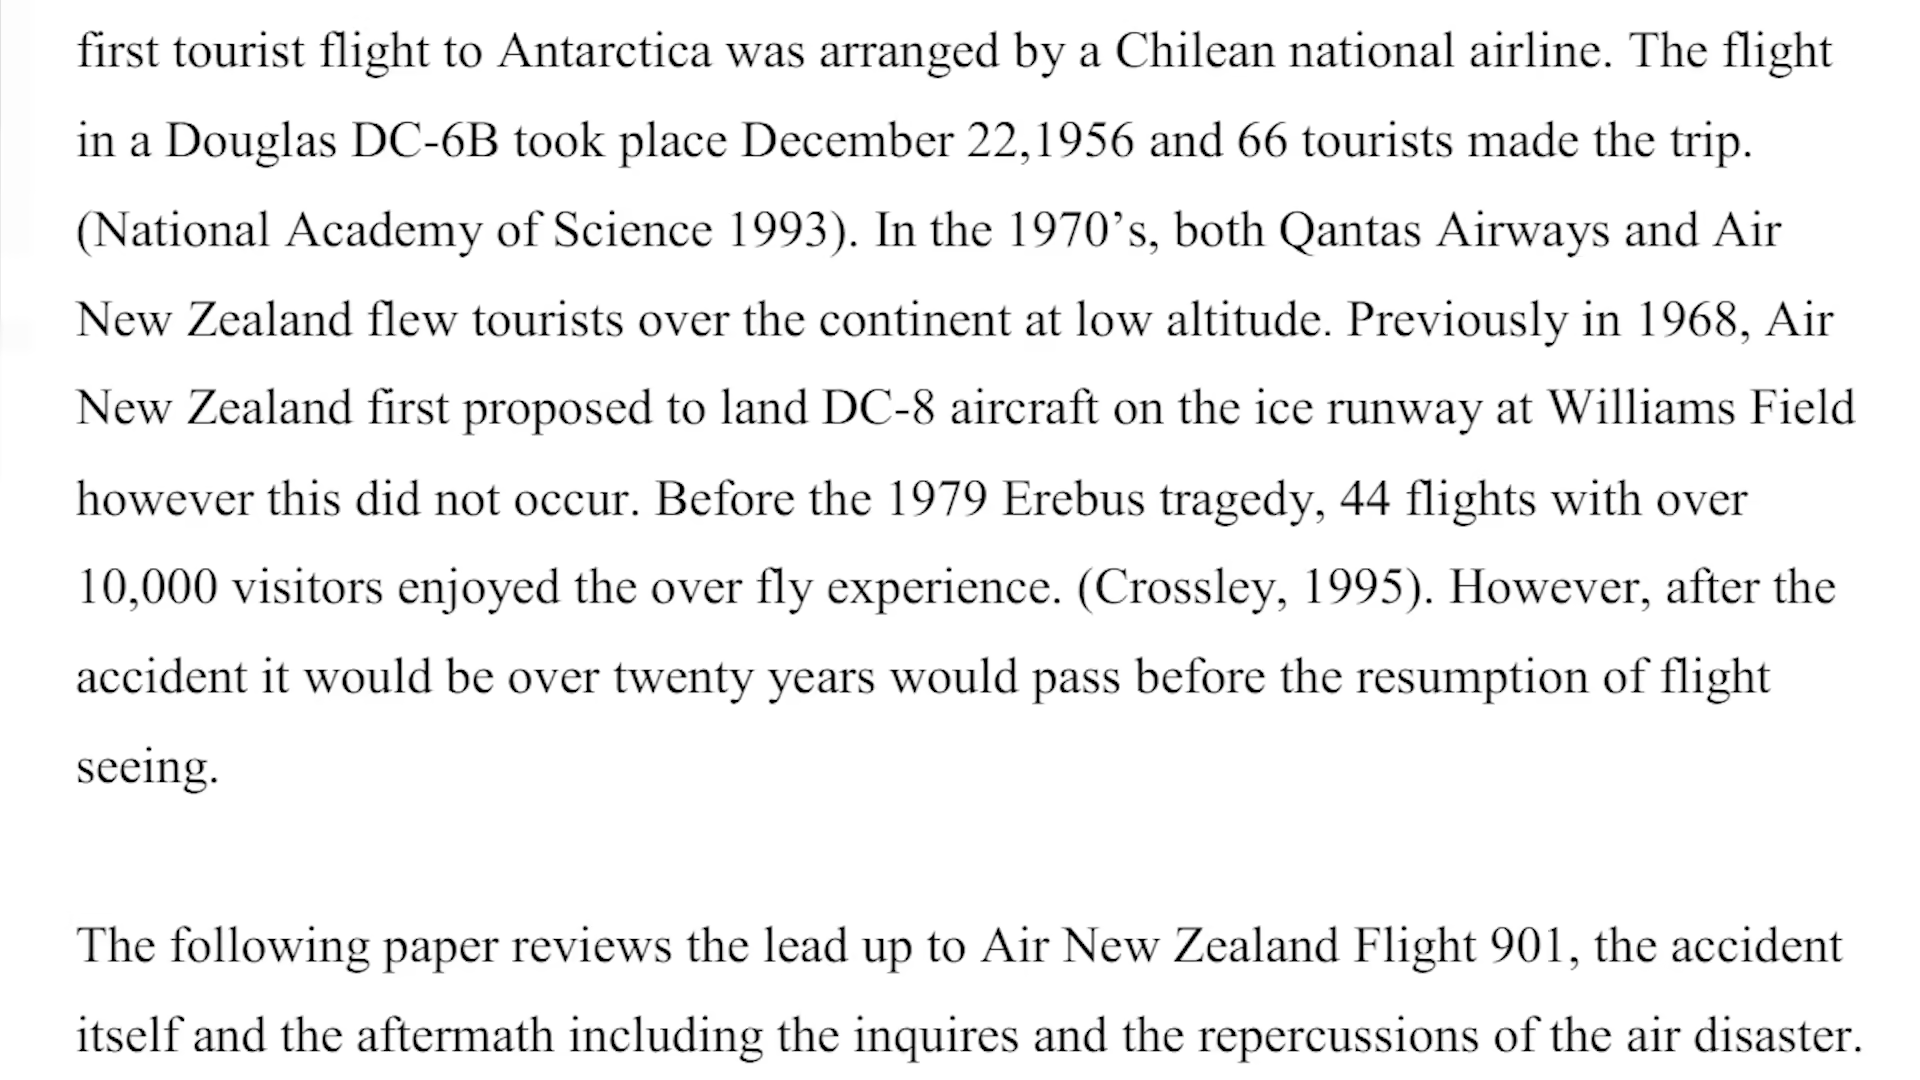 first tourist flight to Antarctica was arranged by a Chilean national airline. The flight
in a Douglas DC-6B took place December 22,1956 and 66 tourists made the trip.
(National Academy of Science 1993). In the 1970’s, both Qantas Airways and Air
New Zealand flew tourists over the continent at low altitude. Previously in 1968, Air
New Zealand first proposed to land DC-8 aircraft on the ice runway at Williams Field
however this did not occur. Before the 1979 Erebus tragedy, 44 flights with over
10,000 visitors enjoyed the over fly experience. (Crossley, 1995). However, after the
accident it would be over twenty years would pass before the resumption of flight
seeing.
The following paper reviews the lead up to Air New Zealand Flight 901, the accident
itself and the aftermath including the inquires and the repercussions of the air disaster.